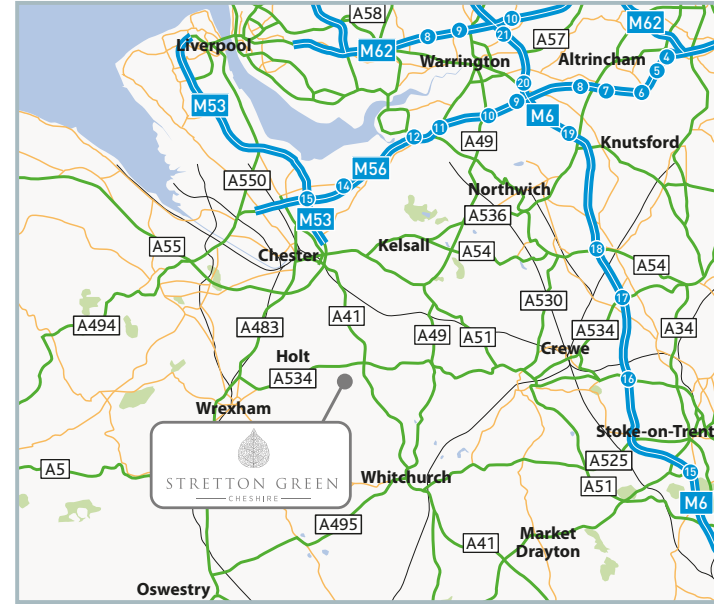 A58
M62
Liverpool
M62
8
9
10
21
A57
Warrington
Altrincham
4
5
20
M53
12
11
10
9
8
7
6
M6
19
A49
Knutsford
A550
M56
14
15
Northwich
M53
A536
A55
Chester
Kelsall
A54
18
A54
A530
17
A494
A483
A41
A49
A51
A534
A34
Holt
Crewe
A534
16
Wrexham
STRETTON GREEN
CHESHIRE
Stoke-on-Trent
A5
Whitchurch
A525
15
A51
M6
A495
A41
Market
Drayton
Oswestry